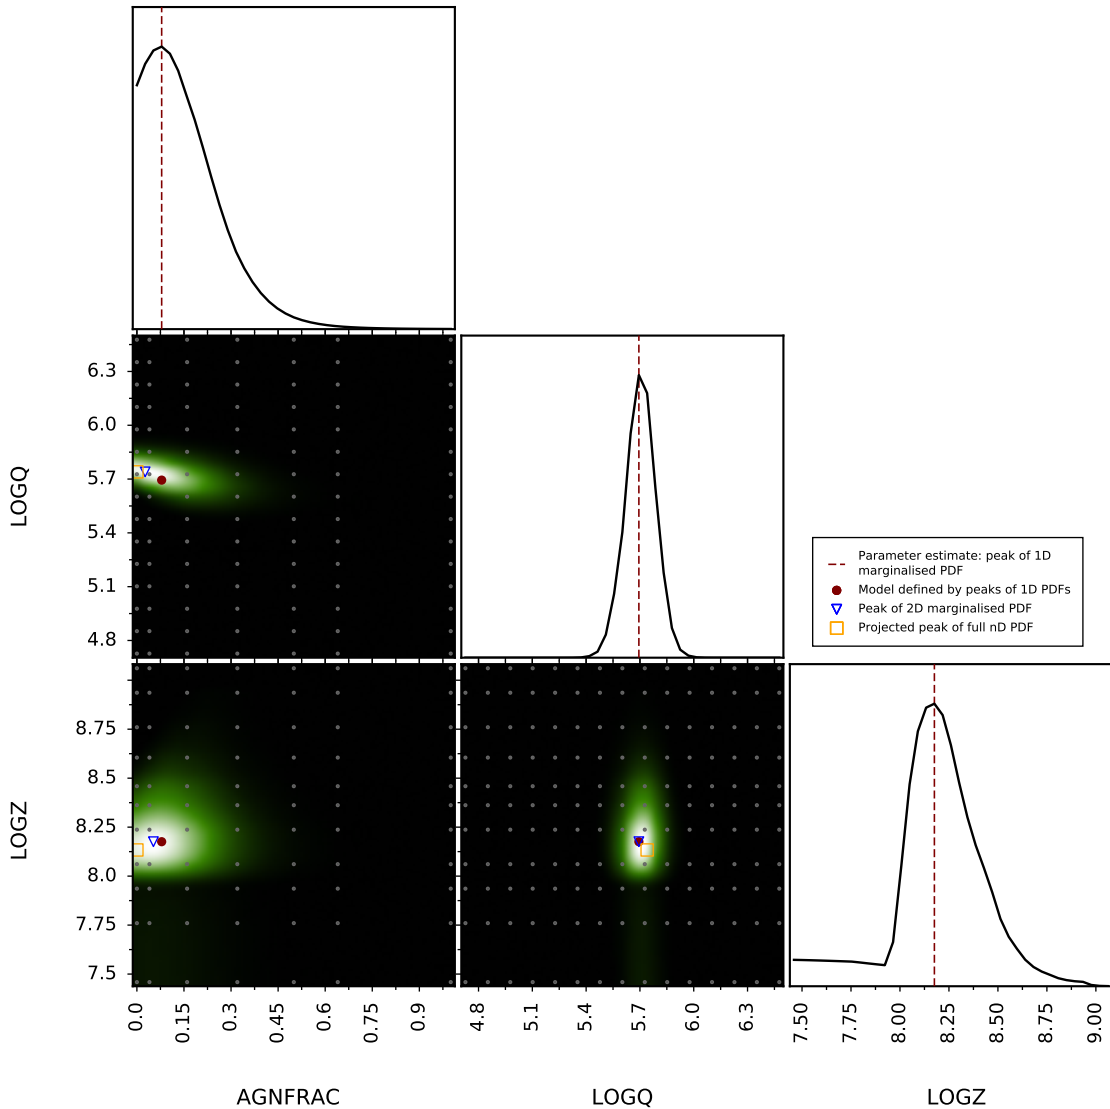 6.3
6.0
5.7
5.4
5.1
4.8
LOGQ
Parameter estimate: peak of 1D
marginalised PDF
Model defined by peaks of 1D PDFs
Peak of 2D marginalised PDF
Projected peak of full nD PDF
8.75
8.5
8.25
8.0
7.75
7.5
LOGZ
0.0 0.15 0.3 0.45 0.6 0.75 0.9
4.8 5.1 5.4 5.7 6.0 6.3
7.50 7.75 8.00 8.25 8.50 8.75 9.00
AGNFRAC
LOGQ
LOGZ